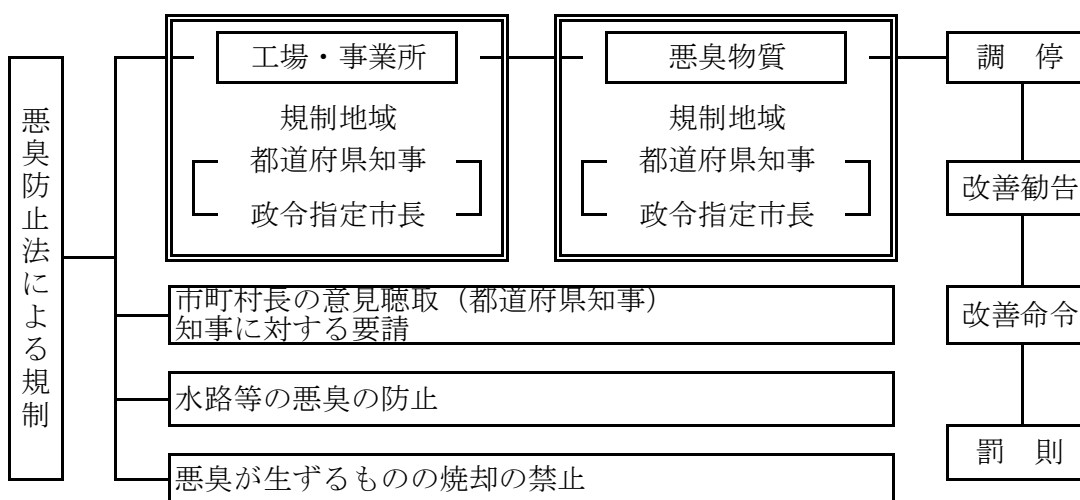 悪臭防止法による規制
工場・事業所
規制地域
都道府県知事
政令指定市長
悪臭物質
規制地域
都道府県知事
政令指定市長
調　停
改善勧告
改善命令
罰　則
市町村長の意見聴取（都道府県知事）
知事に対する要請
水路等の悪臭の防止
悪臭が生ずるものの焼却の禁止